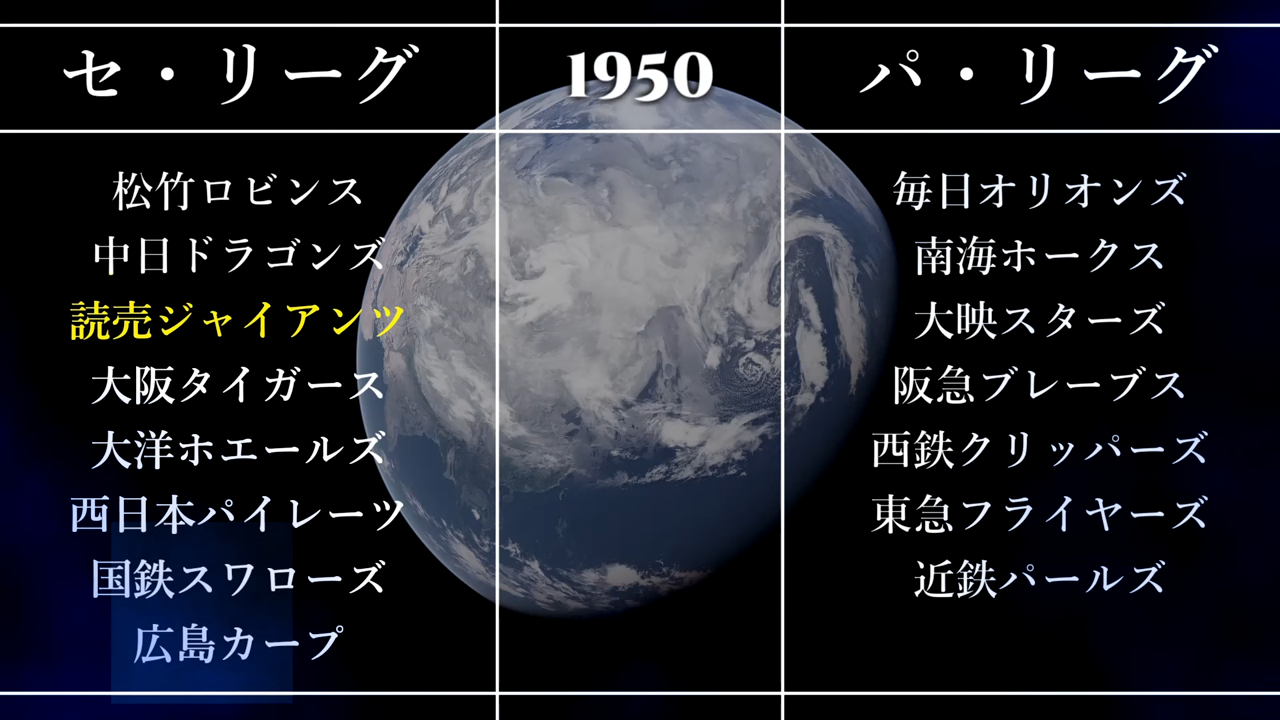 セ・リーグ
1950
パ・リーグ
松竹ロビンス
中日ドラゴンズ
読売ジャイアンツ
大阪タイガース
大洋ホエールズ
西日本パイレーツ
国鉄スワローズ
広島カープ
毎日オリオンズ
南海ホークス
大映スターズ
阪急ブレーブス
西鉄クリッパーズ
東急フライヤーズ
近鉄パールズ